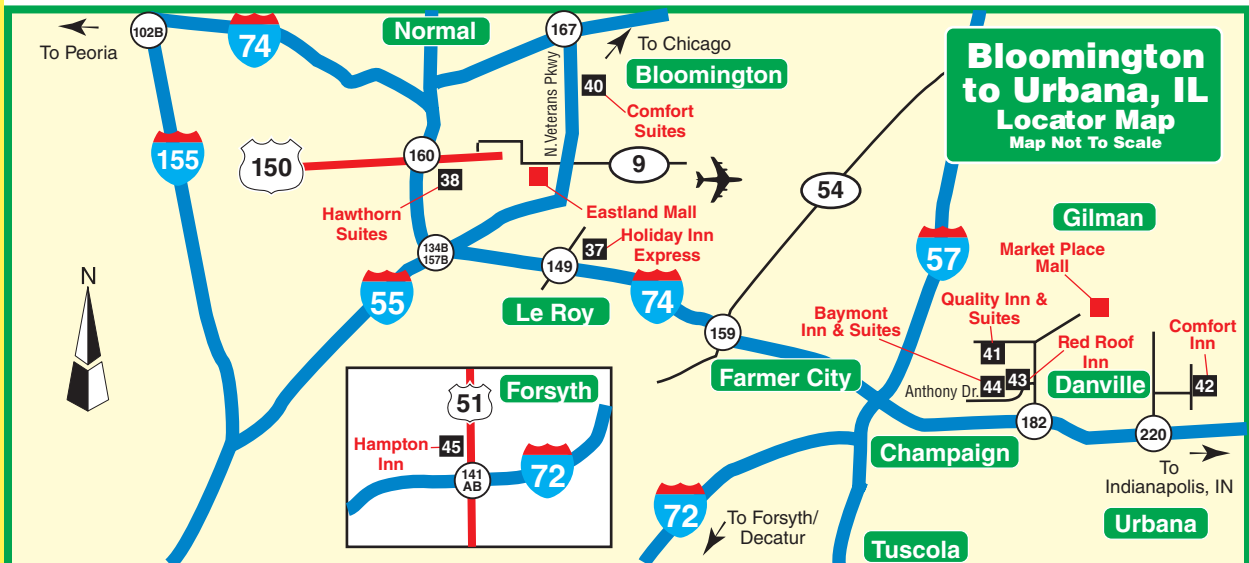 Bloomington
to Urbana, IL
Locator Map
Map Not To Scale
To Peoria
102B
74
Normal
167
To Chicago
Bloomington
N.Veterans Pkwy
40
Comfort
Suites
155
150
160
9
38
Hawthorn
Suites
Eastland Mall
54
Gilman
134B
157B
37
Holiday Inn
Express
149
57
Market Place
Mall
N
55
Le Roy
74
159
Quality Inn &
Suites
41
Baymont
Inn & Suites
44
Red Roof
Inn
43
Comfort
Inn
42
Anthony Dr.
Farmer City
Danville
182
220
To
Indianapolis, IN
Champaign
Urbana
72
To Forsyth/
Decatur
Tuscola
51
Forsyth
Hampton
Inn
45
141
AB
72